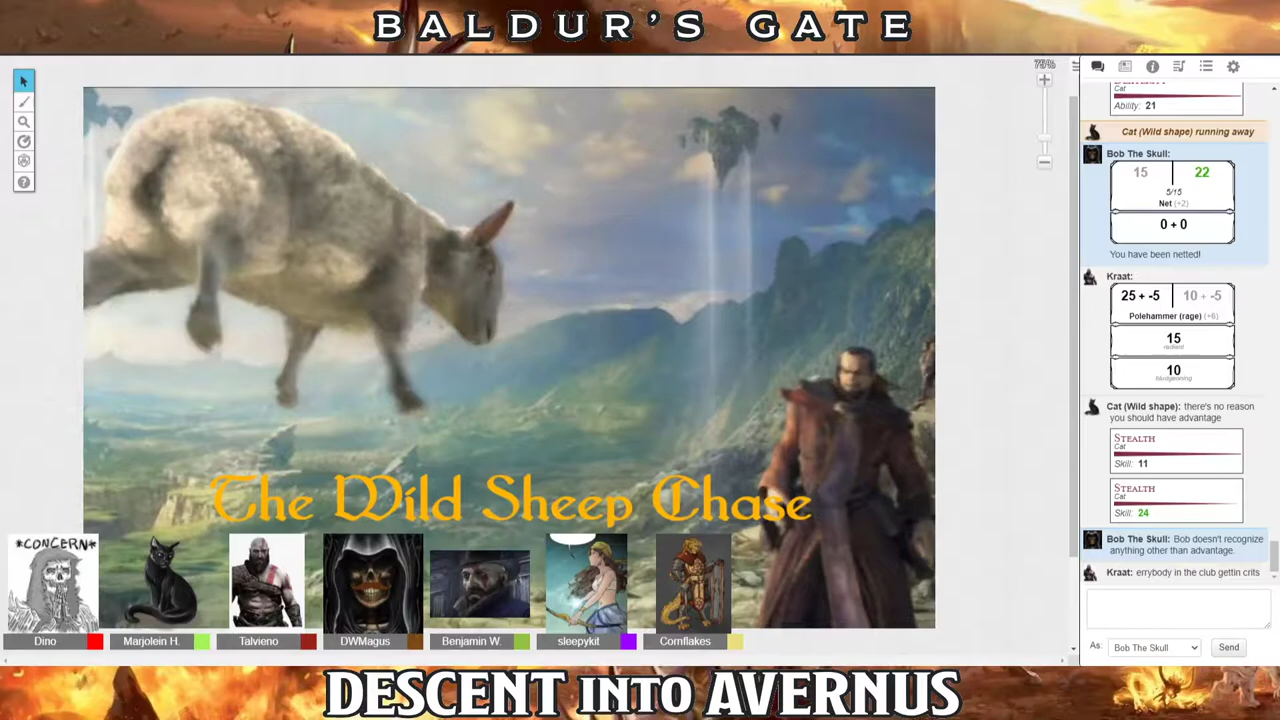 BALDUR'S GATE
75%
Cat
Ability: 21
Cat (Wild shape) running away
Bob The Skull:
15 22
5/15
Net (+2)
0 + 0
You have been netted!
Kraat:
25 + -5 10 + -5
Polehammer (rage) (+6)
15
radiant
10
bludgeoning
Cat (Wild shape): there's no reason
you should have advantage
STEALTH
Cat
Skill: 11
STEALTH
Cat
Skill: 24
Bob The Skull: Bob doesn't recognize
anything other than advantage.
Kraat: errybody in the club gettin crits
As: Bob The Skull Send
The Wild Sheep Chase
*CONCERN*
Dino Marjolein H. Talvieno DWMagus Benjamin W. sleepykit Cornflakes
DESCENT INTO AVERNUS